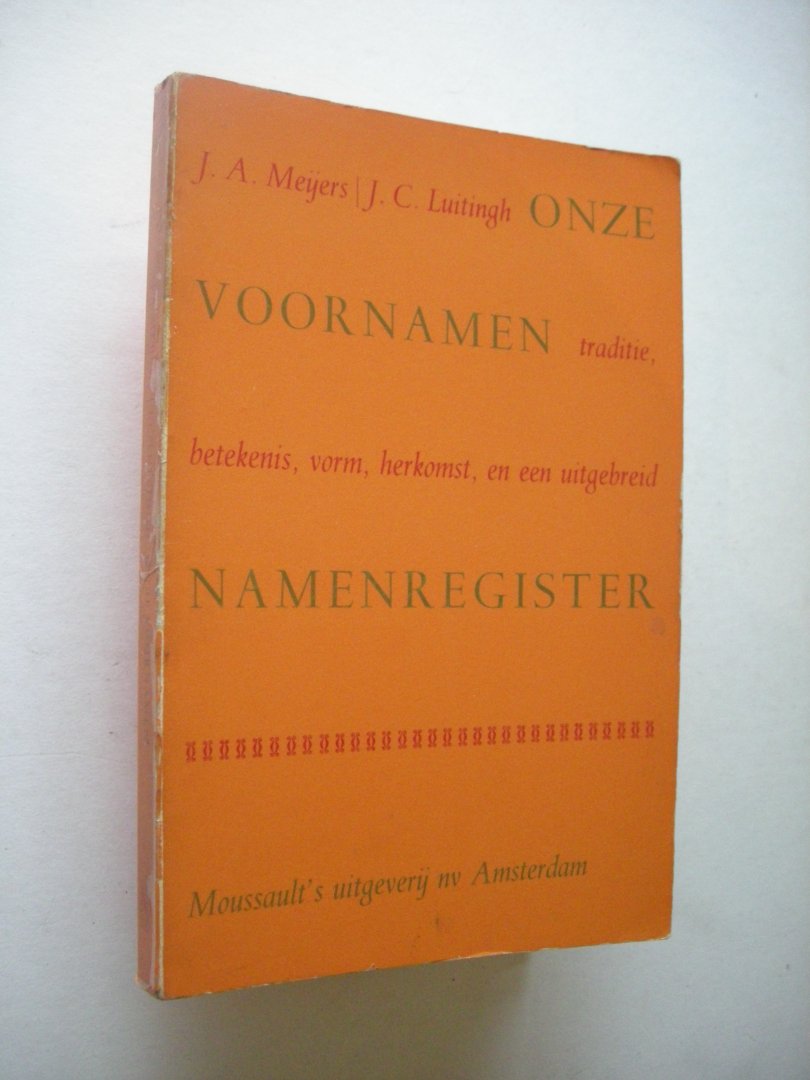 J. A. Meijers | J. C. Luitingh ONZE
VOORNAMEN traditie,
betekenis, vorm, herkomst, en een uitgebreid
NAMENREGISTER
Moussault's uitgeverij nv Amsterdam